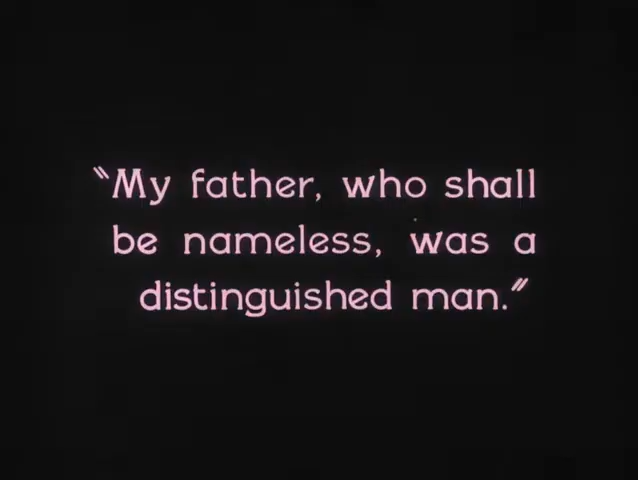 "My father, who shall
be nameless, was a
distinguished man."